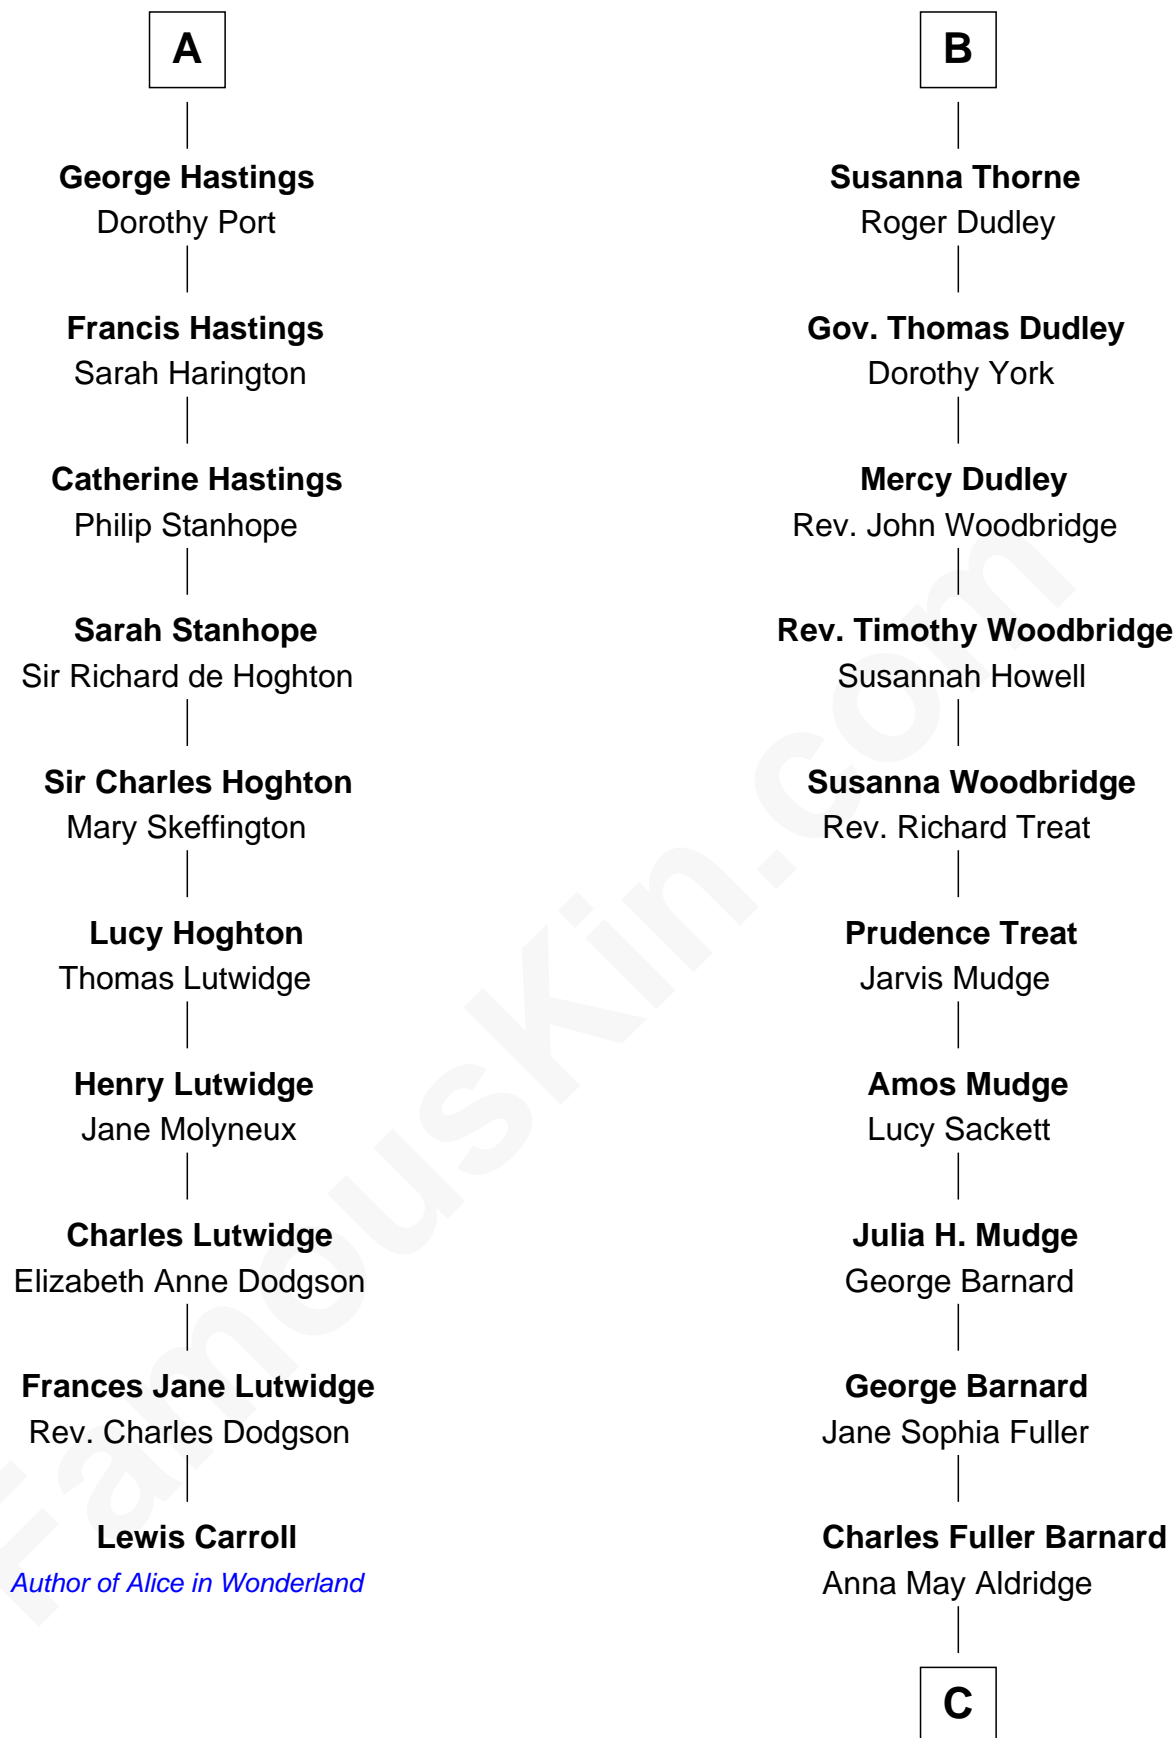 A
George Hastings
Dorothy Port
Francis Hastings
Sarah Harington
Catherine Hastings
Philip Stanhope
Sarah Stanhope
Sir Richard de Hoghton
Sir Charles Hoghton
Mary Skeffington
Lucy Hoghton
Thomas Lutwidge
Henry Lutwidge
Jane Molyneux
Charles Lutwidge
Elizabeth Anne Dodgson
Frances Jane Lutwidge
Rev. Charles Dodgson
Lewis Carroll
Author of Alice in Wonderland
B
Susanna Thorne
Roger Dudley
Gov. Thomas Dudley
Dorothy York
Mercy Dudley
Rev. John Woodbridge
Rev. Timothy Woodbridge
Susannah Howell
Susanna Woodbridge
Rev. Richard Treat
Prudence Treat
Jarvis Mudge
Amos Mudge
Lucy Sackett
Julia H. Mudge
George Barnard
George Barnard
Jane Sophia Fuller
Charles Fuller Barnard
Anna May Aldridge
C
FamousKin.com